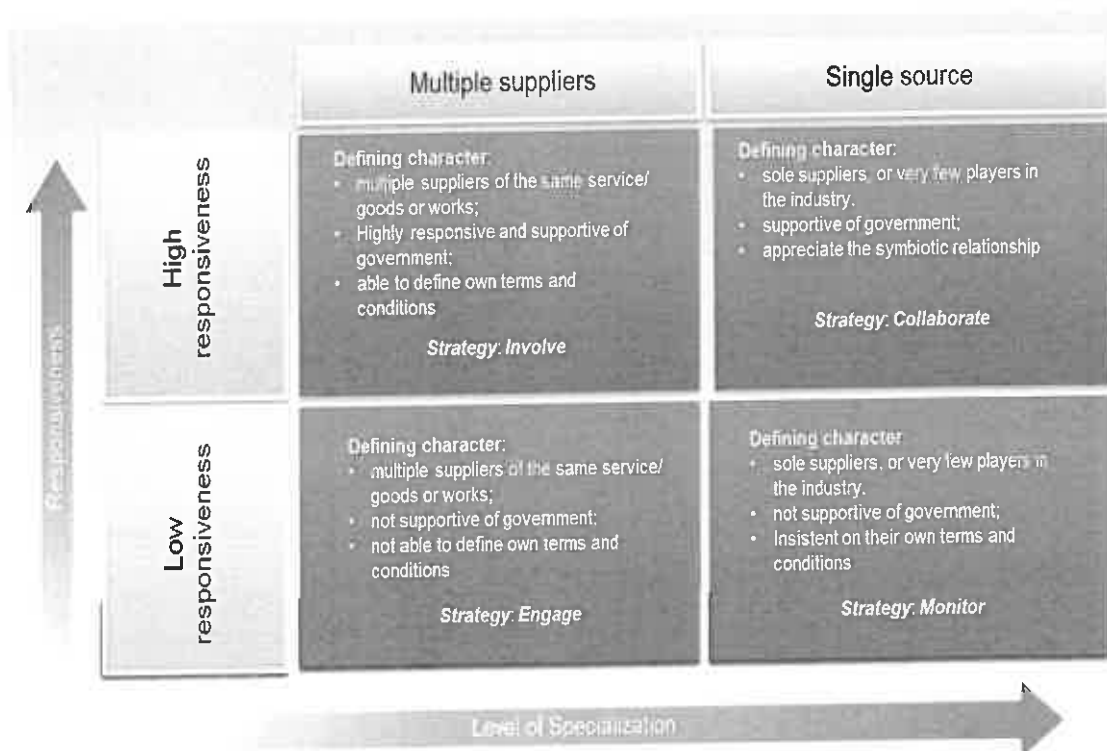 Multiple suppliers
Single source
Responsiveness
High
responsiveness
Defining character:
• multiple suppliers of the same service/
goods or works;
• Highly responsive and supportive of
government;
• able to define own terms and
conditions
Strategy: Involve
Defining character:
• sole suppliers, or very few players in
the industry.
• supportive of government;
• appreciate the symbiotic relationship
Strategy: Collaborate
Low
responsiveness
Defining character:
• multiple suppliers of the same service/
goods or works;
• not supportive of government;
• not able to define own terms and
conditions
Strategy: Engage
Defining character
• sole suppliers, or very few players in
the industry.
• not supportive of government;
• Insistent on their own terms and
conditions
Strategy: Monitor
Level of Specialization